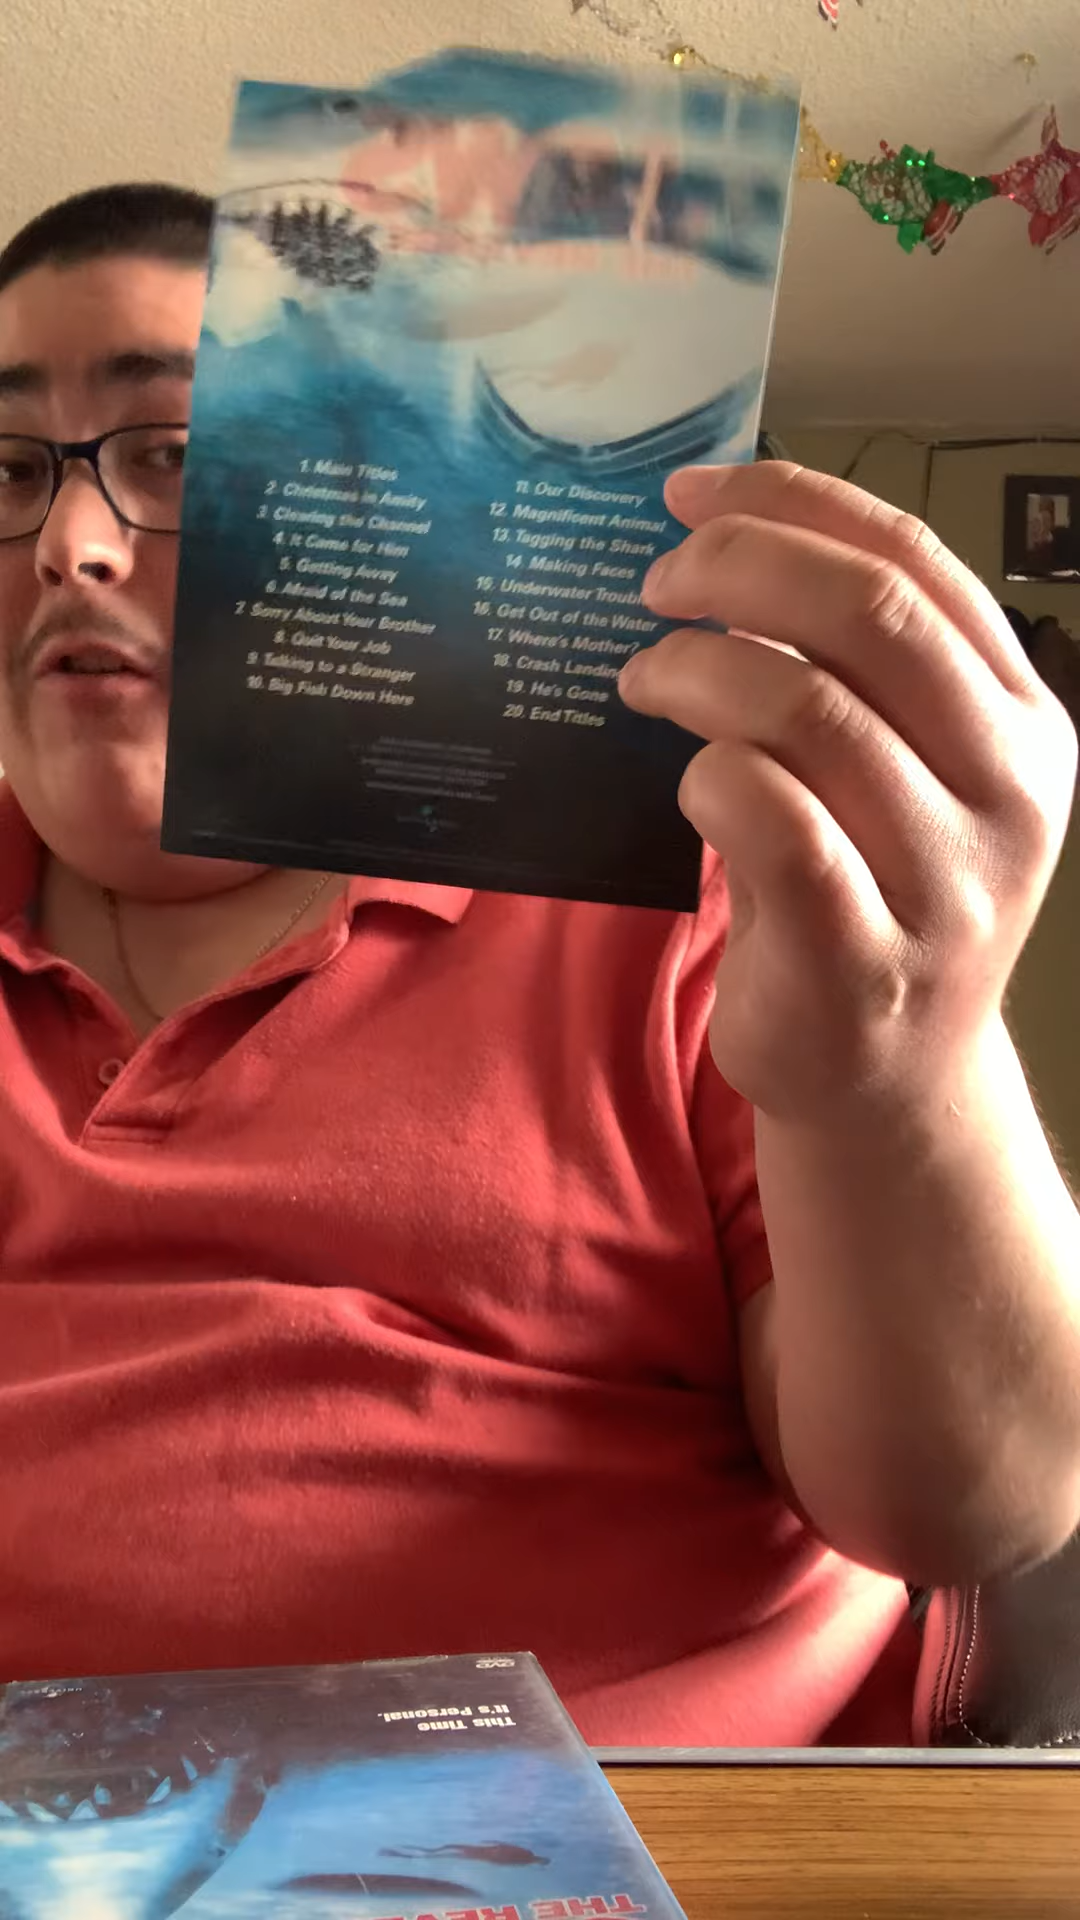 1. Main Titles
2. Christmas in Amity
3. Clearing the Channel
4. It Came for Him
5. Getting Away
6. Afraid of the Sea
7. Sorry About Your Brother
8. Quit Your Job
9. Talking to a Stranger
10. Big Fish Down Here
11. Our Discovery
12. Magnificent Animal
13. Tagging the Shark
14. Making Faces
15. Underwater Troubl
16. Get Out of the Water
17. Where's Mother?
18. Crash Landing
19. He's Gone
20. End Titles
DVD
UNIVERSAL
This Time
It's Personal.
THE REVE